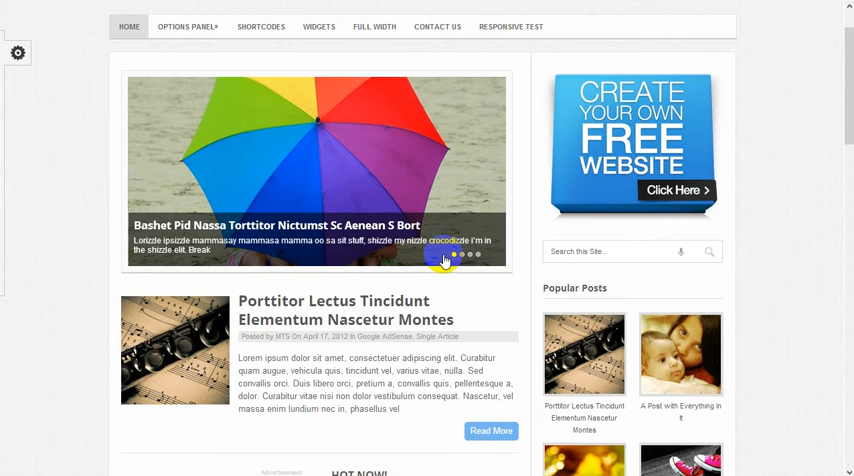 HOME OPTIONS PANEL» SHORTCODES WIDGETS FULL WIDTH CONTACT US RESPONSIVE TEST
Bashet Pid Nassa Torttitor Nictumst Sc Aenean S Bort
Lorizzle ipsizzle mammasay mammasa mamma oo sa sit stuff, shizzle my nizzle crocodizzle i'm in
the shizzle elit. Break
Porttitor Lectus Tincidunt
Elementum Nascetur Montes
Posted by MTS On April 17, 2012 In Google AdSense, Single Article
Lorem ipsum dolor sit amet, consectetuer adipiscing elit. Curabitur
quam augue, vehicula quis, tincidunt vel, varius vitae, nulla. Sed
convallis orci. Duis libero orci, pretium a, convallis quis, pellentesque a,
dolor. Curabitur vitae nisi non dolor vestibulum consequat. Nascetur, vel
massa enim lundium nec in, phasellus vel
Read More
Advertisement
HOT NOW!
CREATE
YOUR OWN
FREE
WEBSITE
Click Here >
Search this Site...
Popular Posts
Porttitor Lectus Tincidunt
Elementum Nascetur
Montes
A Post with Everything In
It